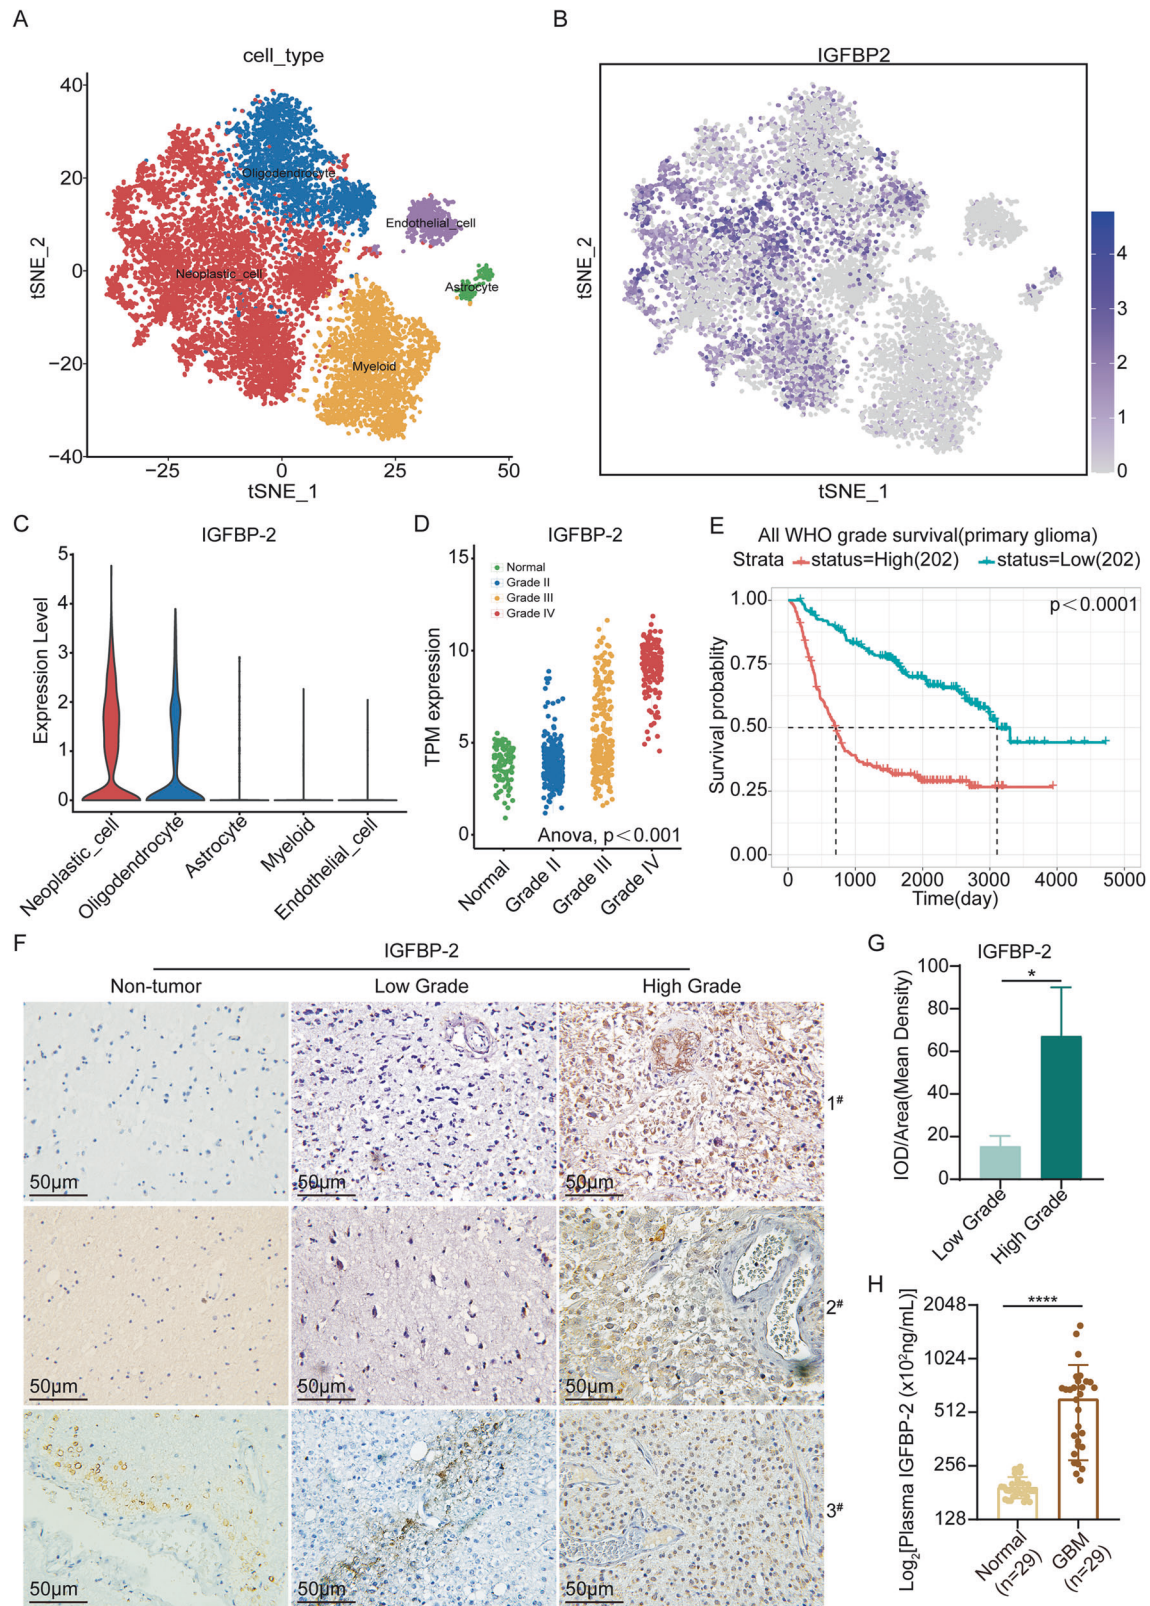 A
cell_type
40
20
0
−20
−40
−25
0
25
50
tSNE_2
tSNE_1
Oligodendrocyte
Endothelial_cell
Neoplastic_cell
Astrocyte
Myeloid
B
IGFBP2
tSNE_2
tSNE_1
4
3
2
1
0
C
IGFBP-2
Expression Level
5
4
3
2
1
0
Neoplastic_cell
Oligodendrocyte
Astrocyte
Myeloid
Endothelial_cell
D
IGFBP-2
TPM expression
15
10
5
0
Normal
Grade II
Grade III
Grade IV
Anova, p<0.001
Normal
Grade II
Grade III
Grade IV
E
All WHO grade survival(primary glioma)
Strata status=High(202) status=Low(202)
p<0.0001
Survival probablity
1.00
0.75
0.50
0.25
0.00
0
1000
2000
3000
4000
5000
Time(day)
F
IGFBP-2
Non-tumor
Low Grade
High Grade
1#
50μm
50μm
50μm
2#
50μm
50μm
50μm
3#
50μm
50μm
50μm
G
IGFBP-2
IOD/Area(Mean Density)
100
80
60
40
20
0
*
Low Grade
High Grade
H
Log2[Plasma IGFBP-2 (x10²ng/mL)]
2048
1024
512
256
128
****
Normal
(n=29)
GBM
(n=29)